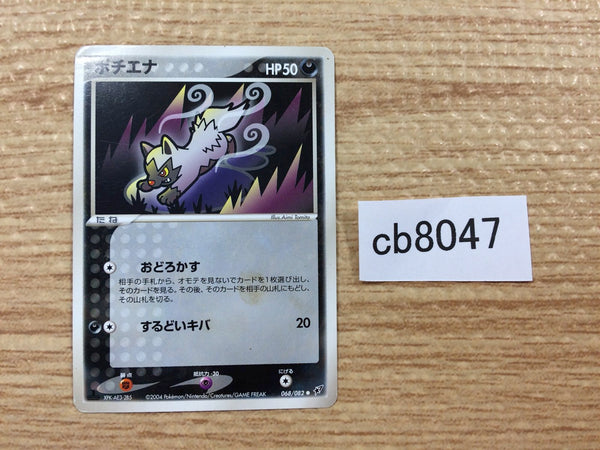 ポチエナ
HP50
たね
Illus. Aimi Tomita
おどろかす
相手の手札から、オモテを見ないでカードを1枚選び出し、
そのカードを見る。その後、そのカードを相手の山札にもどし、
その山札を切る。
するどいキバ 20
弱点 抵抗力 -30 にげる
©2004 Pokémon/Nintendo/Creatures/GAME FREAK
068/082
cb8047